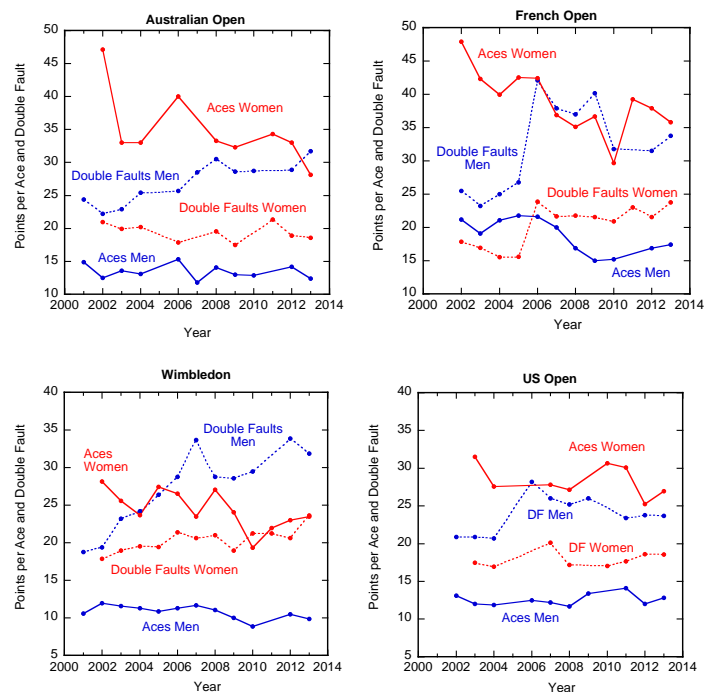 Australian Open
Points per Ace and Double Fault
50
45
40
35
30
25
20
15
10
Aces Women
Double Faults Men
Double Faults Women
Aces Men
2000 2002 2004 2006 2008 2010 2012 2014
Year
French Open
Points per Ace and Double Fault
50
45
40
35
30
25
20
15
10
Aces Women
Double Faults
Men
Double Faults Women
Aces Men
2000 2002 2004 2006 2008 2010 2012 2014
Year
Wimbledon
Points per Ace and Double Fault
40
35
30
25
20
15
10
5
Double Faults
Men
Aces
Women
Double Faults Women
Aces Men
2000 2002 2004 2006 2008 2010 2012 2014
Year
US Open
Points per Ace and Double Fault
40
35
30
25
20
15
10
5
Aces Women
DF Men
DF Women
Aces Men
2000 2002 2004 2006 2008 2010 2012 2014
Year